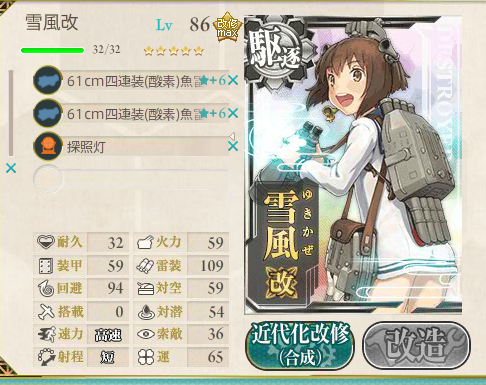 雪風改 Lv 86 改修max
駆逐
32/32
61cm四連装(酸素)魚雷 ★+6
61cm四連装(酸素)魚雷 ★+6
探照灯
DESTROYER
ゆきかぜ
雪風改
耐久 32 火力 59
装甲 59 雷装 109
回避 94 対空 59
搭載 0 対潜 54
速力 高速 索敵 36
射程 短 運 65
近代化改修
(合成)
改造